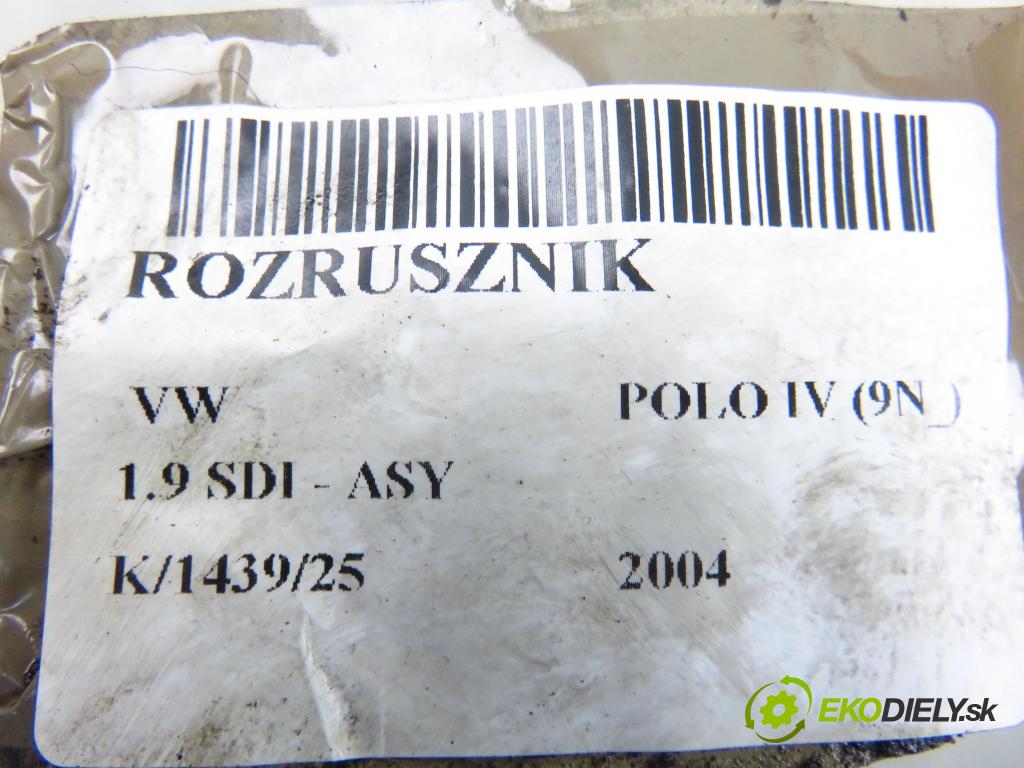 ROZRUSZNIK
VW POLO IV (9N_)
1.9 SDI - ASY
K/1439/25 2004
EKODIELY.sk